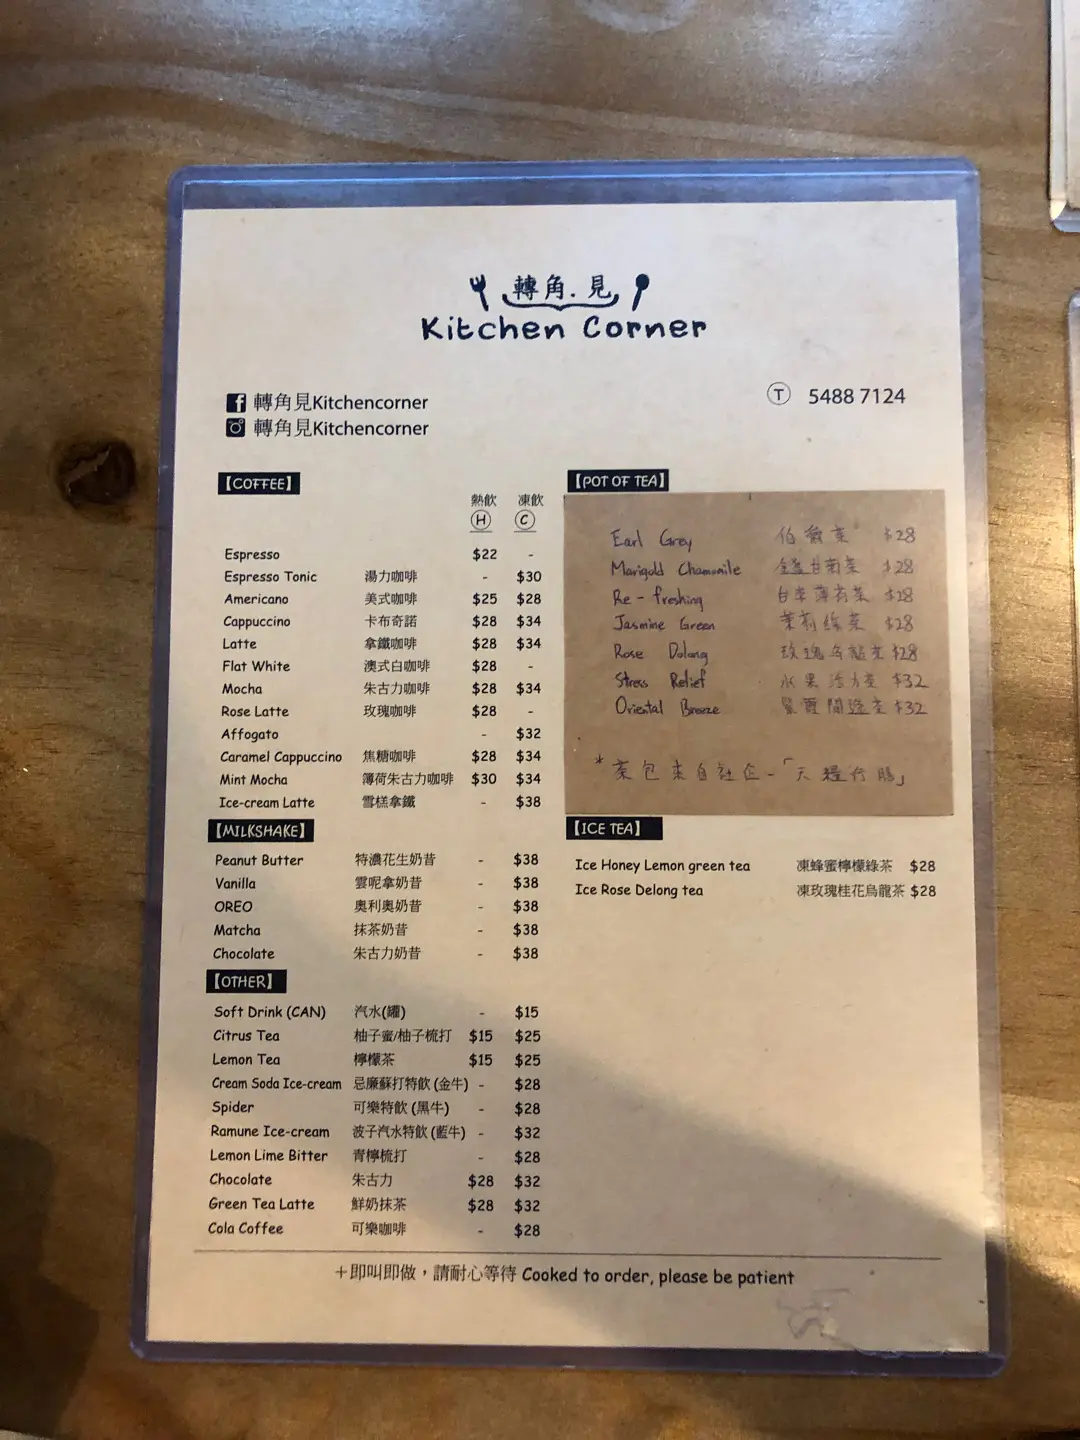 轉角.見
Kitchen Corner
轉角見Kitchencorner
轉角見Kitchencorner
Ⓣ 5488 7124
【COFFEE】
熱飲 凍飲
Ⓗ Ⓒ
Espresso $22 -
Espresso Tonic 湯力咖啡 - $30
Americano 美式咖啡 $25 $28
Cappuccino 卡布奇諾 $28 $34
Latte 拿鐵咖啡 $28 $34
Flat White 澳式白咖啡 $28 -
Mocha 朱古力咖啡 $28 $34
Rose Latte 玫瑰咖啡 $28 -
Affogato - $32
Caramel Cappuccino 焦糖咖啡 $28 $34
Mint Mocha 薄荷朱古力咖啡 $30 $34
Ice-cream Latte 雪糕拿鐵 - $38
【MILKSHAKE】
Peanut Butter 特濃花生奶昔 - $38
Vanilla 雲呢拿奶昔 - $38
OREO 奧利奧奶昔 - $38
Matcha 抹茶奶昔 - $38
Chocolate 朱古力奶昔 - $38
【OTHER】
Soft Drink (CAN) 汽水(罐) - $15
Citrus Tea 柚子蜜/柚子梳打 $15 $25
Lemon Tea 檸檬茶 $15 $25
Cream Soda Ice-cream 忌廉蘇打特飲 (金牛) - $28
Spider 可樂特飲 (黑牛) - $28
Ramune Ice-cream 波子汽水特飲 (藍牛) - $32
Lemon Lime Bitter 青檸梳打 - $28
Chocolate 朱古力 $28 $32
Green Tea Latte 鮮奶抹茶 $28 $32
Cola Coffee 可樂咖啡 - $28
【POT OF TEA】
Earl Grey 伯爵茶 $28
Marigold Chamomile $28
Re-freshing $28
Jasmine Green 茉莉綠茶 $28
Rose Oolong 玫瑰烏龍茶 $28
Stress Relief 水果活力茶 $32
Oriental Breeze $32
*茶包來自社企-「天糧行膳」
【ICE TEA】
Ice Honey Lemon green tea 凍蜂蜜檸檬綠茶 $28
Ice Rose Delong tea 凍玫瑰桂花烏龍茶 $28
+即叫即做，請耐心等待 Cooked to order, please be patient